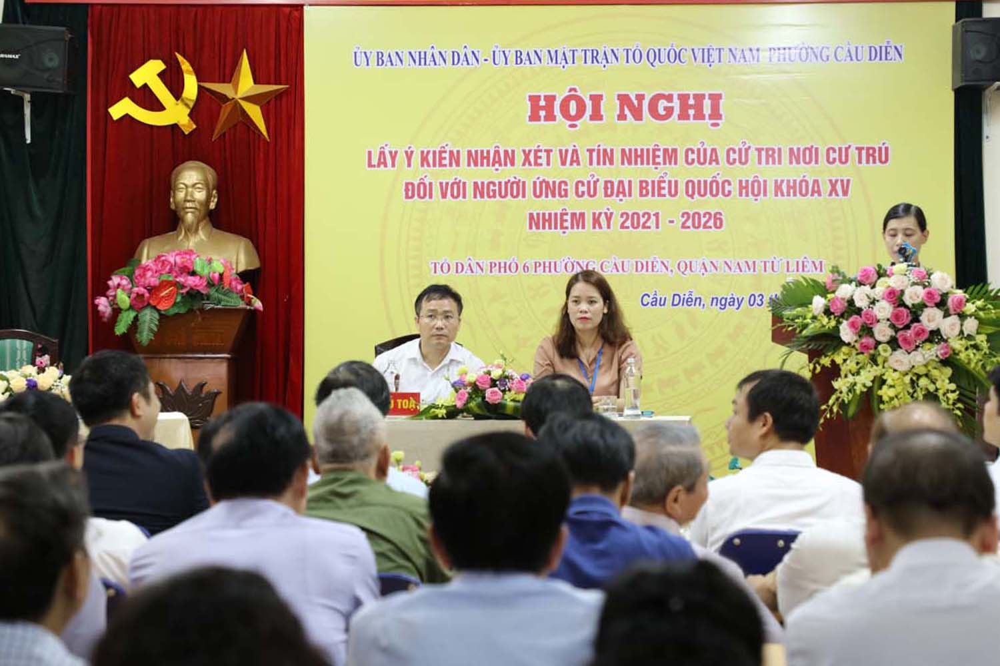 ỦY BAN NHÂN DÂN - ỦY BAN MẶT TRẬN TỔ QUỐC VIỆT NAM PHƯỜNG CẦU DIỄN
HỘI NGHỊ
LẤY Ý KIẾN NHẬN XÉT VÀ TÍN NHIỆM CỦA CỬ TRI NƠI CƯ TRÚ
ĐỐI VỚI NGƯỜI ỨNG CỬ ĐẠI BIỂU QUỐC HỘI KHÓA XV
NHIỆM KỲ 2021 - 2026
TỔ DÂN PHỐ 6 PHƯỜNG CẦU DIỄN, QUẬN NAM TỪ LIÊM
Cầu Diễn, ngày 03
TOẠ